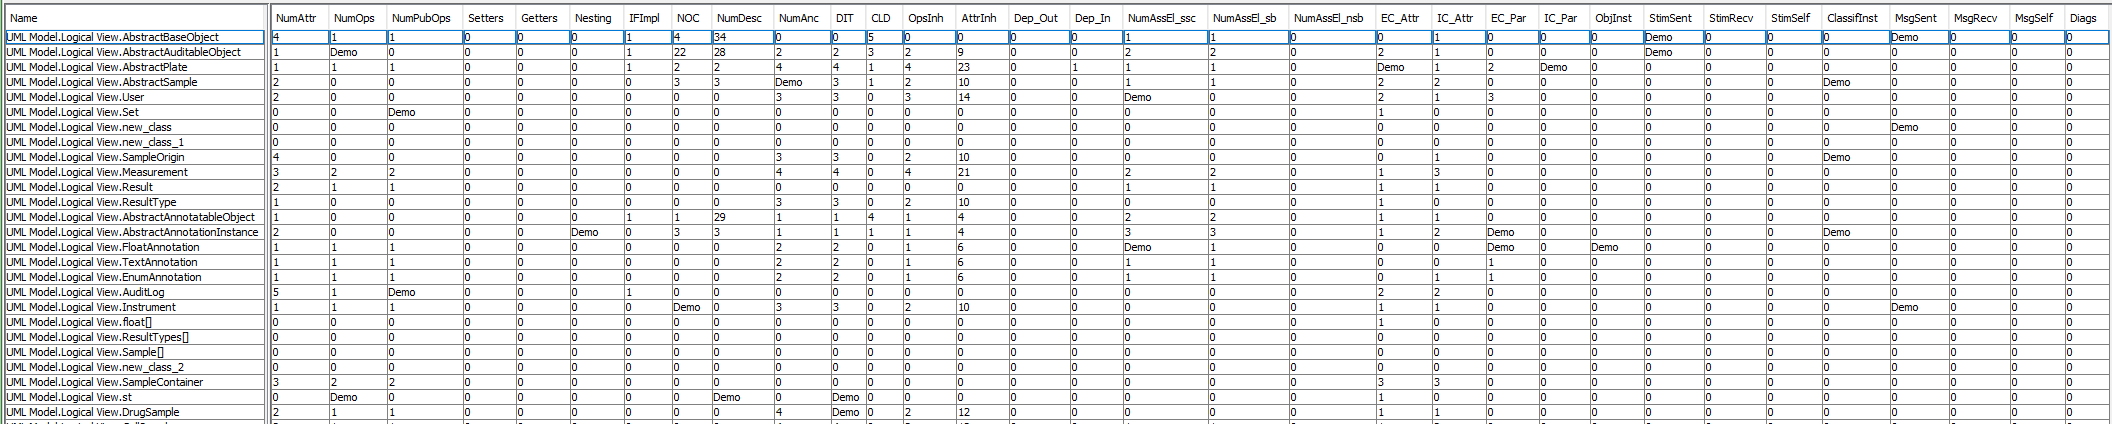 Name NumAttr NumOps NumPubOps Setters Getters Nesting IFImpl NOC NumDesc NumAnc DIT CLD OpsInh AttrInh Dep_Out Dep_In NumAssEl_ssc NumAssEl_sb NumAssEl_nsb EC_Attr IC_Attr EC_Par IC_Par ObjInst StimSent StimRecv StimSelf ClassifInst MsgSent MsgRecv MsgSelf Diags
UML Model.Logical View.AbstractBaseObject 4 1 1 0 0 0 1 4 34 0 0 5 0 0 0 0 1 1 0 0 1 0 0 0 Demo 0 0 0 Demo 0 0 0
UML Model.Logical View.AbstractAuditableObject 1 Demo 0 0 0 0 1 22 28 2 2 3 2 9 0 0 2 2 0 2 1 0 0 0 Demo 0 0 0 0 0 0 0
UML Model.Logical View.AbstractPlate 1 1 1 0 0 0 1 2 2 4 4 1 4 23 0 1 1 1 0 Demo 1 2 Demo 0 0 0 0 0 0 0 0 0
UML Model.Logical View.AbstractSample 2 0 0 0 0 0 0 3 3 Demo 3 1 2 10 0 0 1 1 0 2 2 0 0 0 0 0 0 Demo 0 0 0 0
UML Model.Logical View.User 2 0 0 0 0 0 0 0 0 3 3 0 3 14 0 0 Demo 0 0 2 1 3 0 0 0 0 0 0 0 0 0 0
UML Model.Logical View.Set 0 0 Demo 0 0 0 0 0 0 0 0 0 0 0 0 0 0 0 0 1 0 0 0 0 0 0 0 0 0 0 0 0
UML Model.Logical View.new_class 0 0 0 0 0 0 0 0 0 0 0 0 0 0 0 0 0 0 0 0 0 0 0 0 0 0 0 0 Demo 0 0 0
UML Model.Logical View.new_class_1 0 0 0 0 0 0 0 0 0 0 0 0 0 0 0 0 0 0 0 0 0 0 0 0 0 0 0 0 0 0 0 0
UML Model.Logical View.SampleOrigin 4 0 0 0 0 0 0 0 0 3 3 0 2 10 0 0 0 0 0 0 1 0 0 0 0 0 0 Demo 0 0 0 0
UML Model.Logical View.Measurement 3 2 2 0 0 0 0 0 0 4 4 0 4 21 0 0 2 2 0 1 3 0 0 0 0 0 0 0 0 0 0 0
UML Model.Logical View.Result 2 1 1 0 0 0 0 0 0 0 0 0 0 0 0 0 1 1 0 1 1 0 0 0 0 0 0 0 0 0 0 0
UML Model.Logical View.ResultType 1 0 0 0 0 0 0 0 0 3 3 0 2 10 0 0 0 0 0 1 0 0 0 0 0 0 0 0 0 0 0 0
UML Model.Logical View.AbstractAnnotatableObject 1 0 0 0 0 0 1 1 29 1 1 4 1 4 0 0 2 2 0 1 1 0 0 0 0 0 0 0 0 0 0 0
UML Model.Logical View.AbstractAnnotationInstance 2 0 0 0 0 Demo 0 3 3 1 1 1 1 4 0 0 3 3 0 1 2 Demo 0 0 0 0 0 Demo 0 0 0 0
UML Model.Logical View.FloatAnnotation 1 1 1 0 0 0 0 0 0 2 2 0 1 6 0 0 Demo 1 0 0 0 Demo 0 Demo 0 0 0 0 0 0 0 0
UML Model.Logical View.TextAnnotation 1 1 1 0 0 0 0 0 0 2 2 0 1 6 0 0 1 1 0 0 0 1 0 0 0 0 0 0 0 0 0 0
UML Model.Logical View.EnumAnnotation 1 1 1 0 0 0 0 0 0 2 2 0 1 6 0 0 1 1 0 0 1 1 0 0 0 0 0 0 0 0 0 0
UML Model.Logical View.AuditLog 5 1 Demo 0 0 0 1 0 0 0 0 0 0 0 0 0 0 0 0 2 2 0 0 0 0 0 0 0 0 0 0 0
UML Model.Logical View.Instrument 1 1 1 0 0 0 0 Demo 0 3 3 0 2 10 0 0 0 0 0 1 1 0 0 0 0 0 0 0 Demo 0 0 0
UML Model.Logical View.float[] 0 0 0 0 0 0 0 0 0 0 0 0 0 0 0 0 0 0 0 1 0 0 0 0 0 0 0 0 0 0 0 0
UML Model.Logical View.ResultTypes[] 0 0 0 0 0 0 0 0 0 0 0 0 0 0 0 0 0 0 0 1 0 0 0 0 0 0 0 0 0 0 0 0
UML Model.Logical View.Sample[] 0 0 0 0 0 0 0 0 0 0 0 0 0 0 0 0 0 0 0 1 0 0 0 0 0 0 0 0 0 0 0 0
UML Model.Logical View.new_class_2 0 0 0 0 0 0 0 0 0 0 0 0 0 0 0 0 0 0 0 0 0 0 0 0 0 0 0 0 0 0 0 0
UML Model.Logical View.SampleContainer 3 2 2 0 0 0 0 0 0 0 0 0 0 0 0 0 0 0 0 3 3 0 0 0 0 0 0 0 0 0 0 0
UML Model.Logical View.st 0 Demo 0 0 0 0 0 0 Demo 0 Demo 0 0 0 0 0 0 0 0 1 0 0 0 0 0 0 0 0 0 0 0 0
UML Model.Logical View.DrugSample 2 1 1 0 0 0 0 0 0 4 Demo 0 2 12 0 0 0 0 0 1 1 0 0 0 0 0 0 0 0 0 0 0